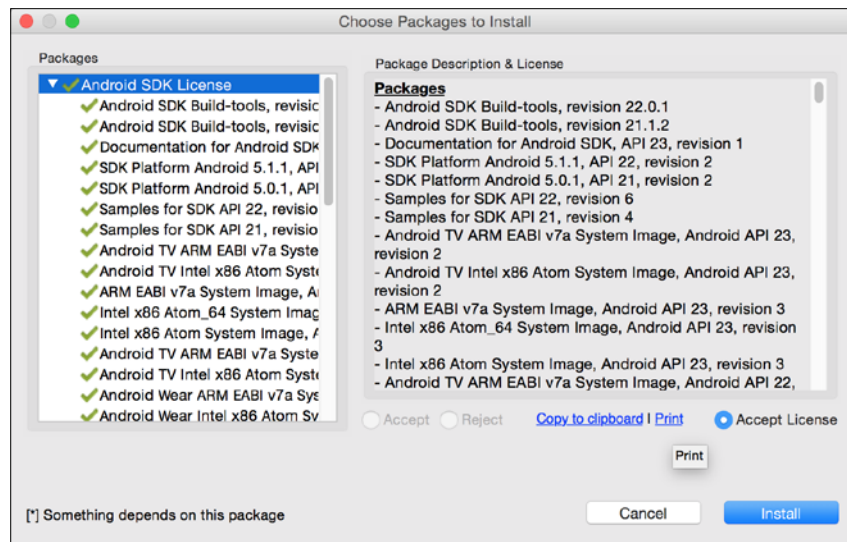 Choose Packages to Install
Packages
Android SDK License
Android SDK Build-tools, revisic
Android SDK Build-tools, revisic
Documentation for Android SDK
SDK Platform Android 5.1.1, API
SDK Platform Android 5.0.1, API
Samples for SDK API 22, revisio
Samples for SDK API 21, revisio
Android TV ARM EABI v7a Syste
Android TV Intel x86 Atom Syste
ARM EABI v7a System Image, A
Intel x86 Atom_64 System Imag
Intel x86 Atom System Image, A
Android TV ARM EABI v7a Syste
Android TV Intel x86 Atom Syste
Android Wear ARM EABI v7a Sys
Android Wear Intel x86 Atom Sy
Package Description & License
Packages
- Android SDK Build-tools, revision 22.0.1
- Android SDK Build-tools, revision 21.1.2
- Documentation for Android SDK, API 23, revision 1
- SDK Platform Android 5.1.1, API 22, revision 2
- SDK Platform Android 5.0.1, API 21, revision 2
- Samples for SDK API 22, revision 6
- Samples for SDK API 21, revision 4
- Android TV ARM EABI v7a System Image, Android API 23,
revision 2
- Android TV Intel x86 Atom System Image, Android API 23,
revision 2
- ARM EABI v7a System Image, Android API 23, revision 3
- Intel x86 Atom_64 System Image, Android API 23, revision
3
- Intel x86 Atom System Image, Android API 23, revision 3
- Android TV ARM EABI v7a System Image, Android API 22,
Accept Reject Copy to clipboard | Print Accept License
Print
[*] Something depends on this package
Cancel Install